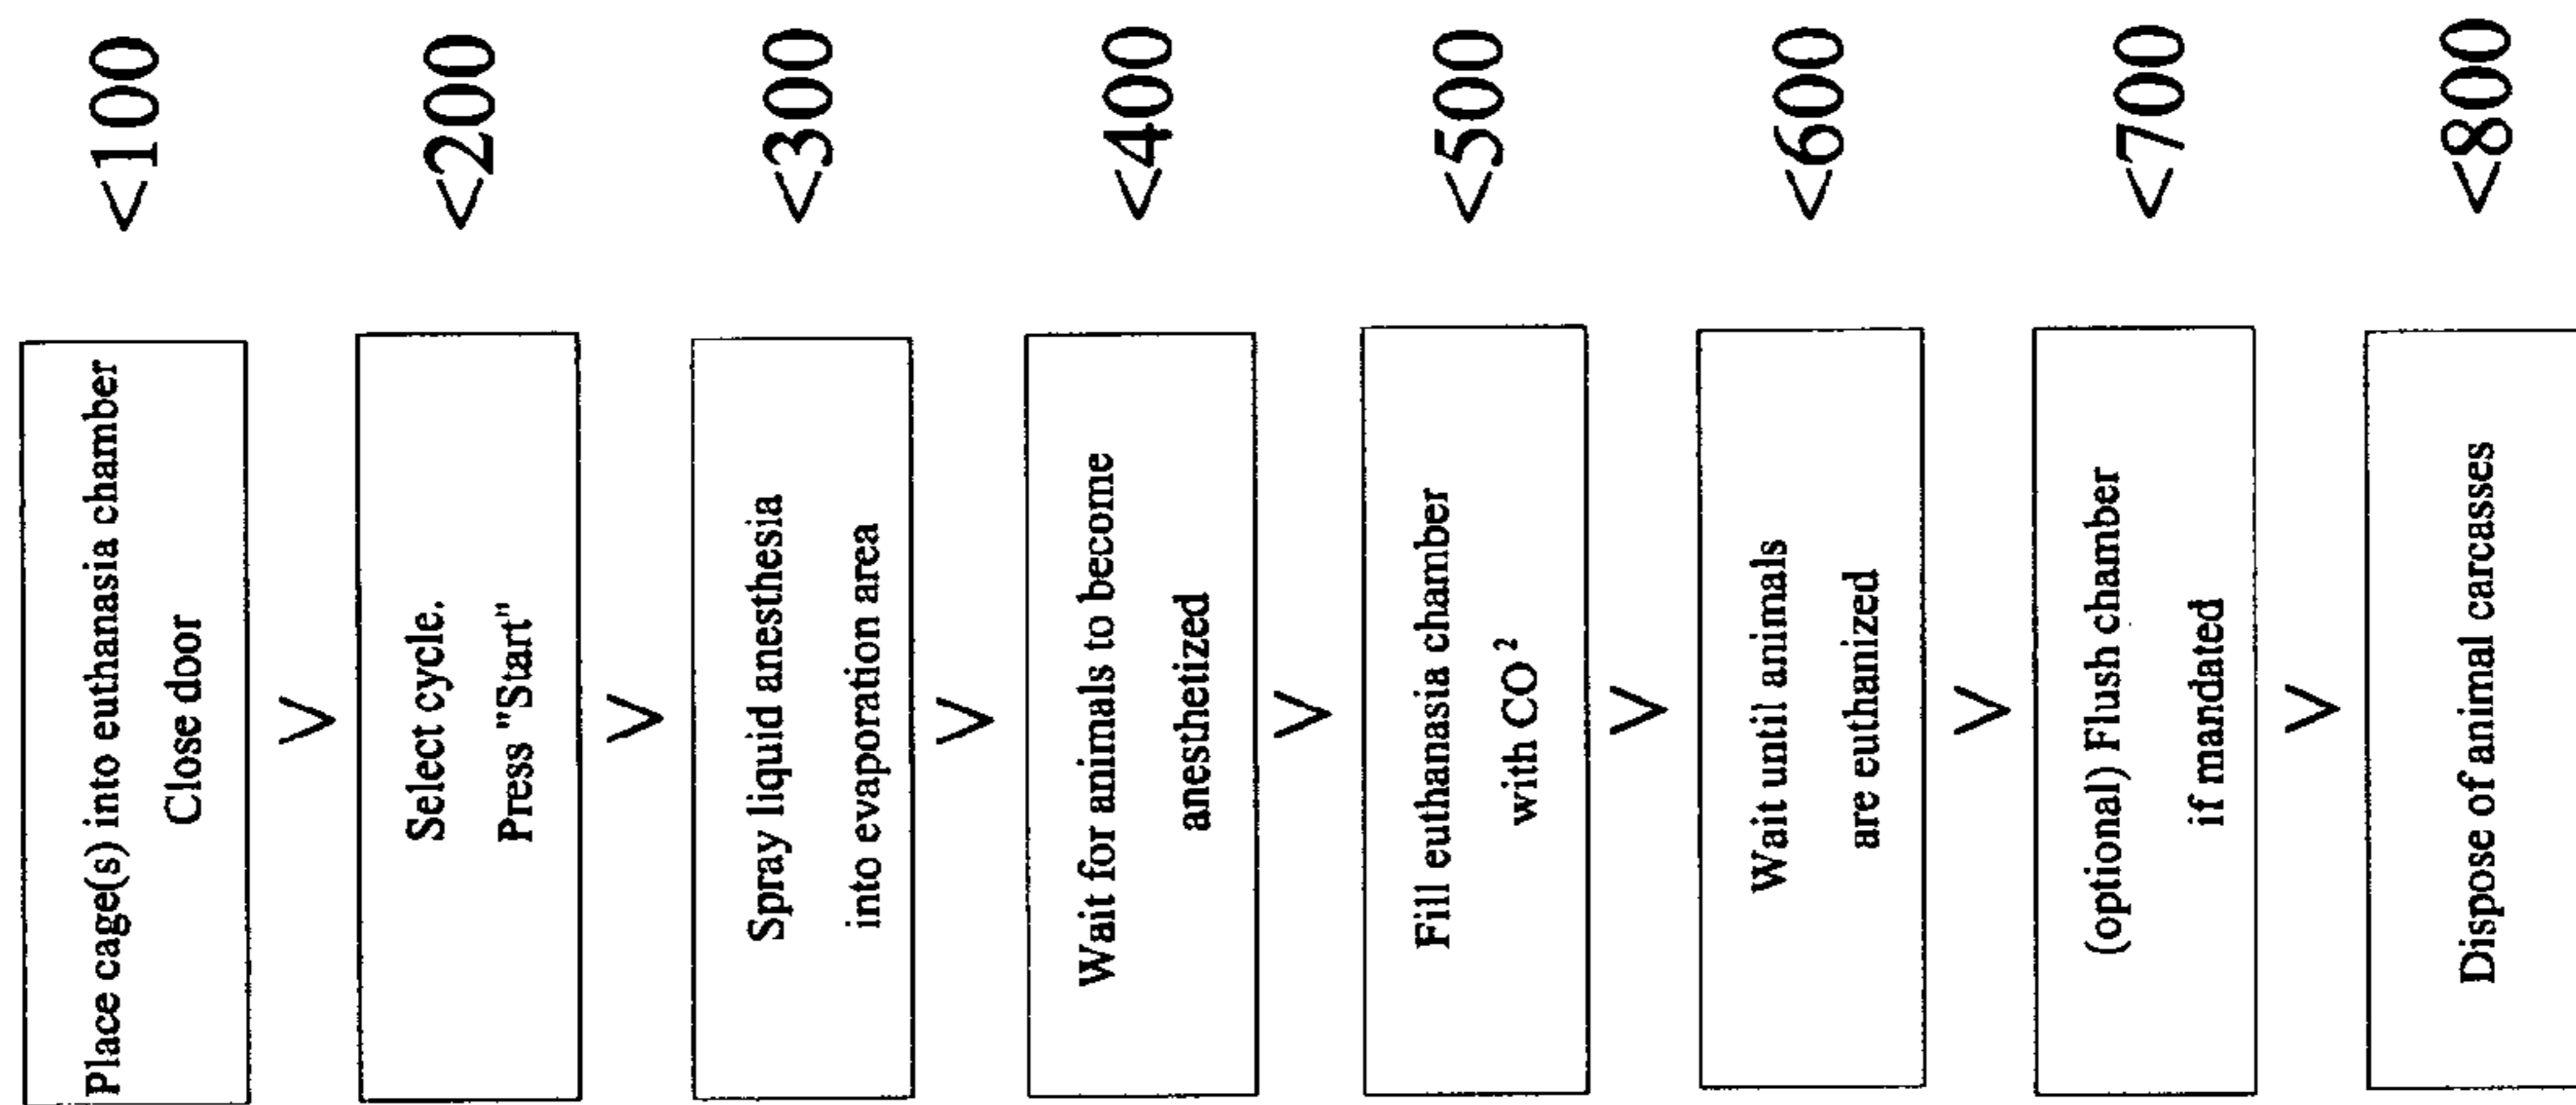 Place cage(s) into euthanasia chamber
Close door
<100
>
Select cycle.
Press "Start"
<200
>
Spray liquid anesthesia
into evaporation area
<300
>
Wait for animals to become
anesthetized
<400
>
Fill euthanasia chamber
with CO²
<500
>
Wait until animals
are euthanized
<600
>
(optional) Flush chamber
if mandated
<700
>
Dispose of animal carcasses
<800